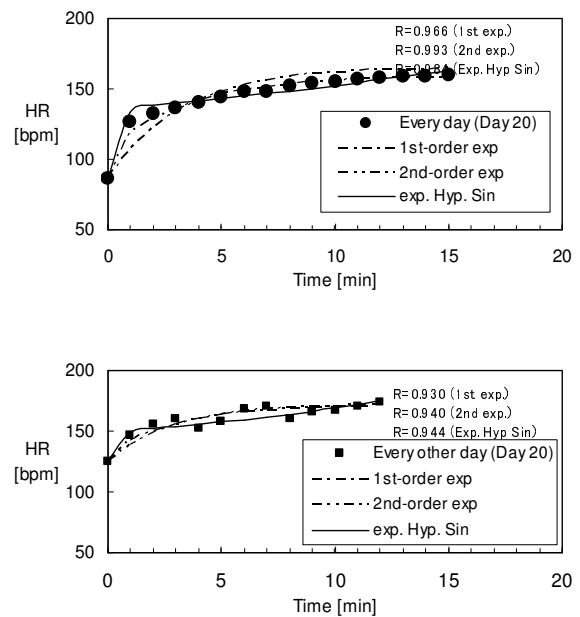 200
R=0.966 (1st exp.)
R=0.993 (2nd exp.)
R=0.984 (Exp. Hyp Sin)
150
HR
[bpm]
Every day (Day 20)
1st-order exp
100
2nd-order exp
exp. Hyp. Sin
50
0 5 10 15 20
Time [min]
200
R=0.930 (1st exp.)
R=0.940 (2nd exp.)
R=0.944 (Exp. Hyp Sin)
150
HR
[bpm]
Every other day (Day 20)
1st-order exp
100
2nd-order exp
exp. Hyp. Sin
50
0 5 10 15 20
Time [min]